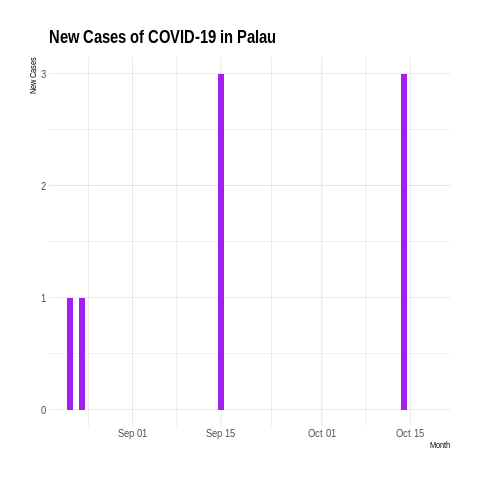 New Cases of COVID-19 in Palau
New Cases
3
2
1
0
Sep 01 Sep 15 Oct 01 Oct 15
Month